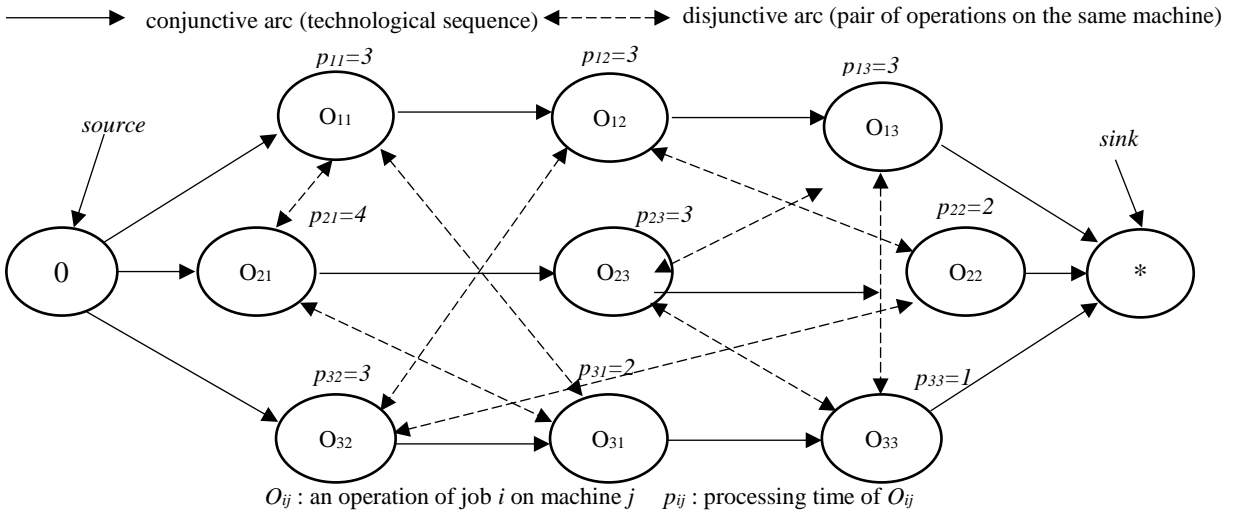 conjunctive arc (technological sequence) disjunctive arc (pair of operations on the same machine)
p11=3 p12=3 p13=3
O11 O12 O13
source sink
p21=4 p23=3 p22=2
0 O21 O23 O22 *
p32=3 p31=2 p33=1
O32 O31 O33
Oij : an operation of job i on machine j pij : processing time of Oij